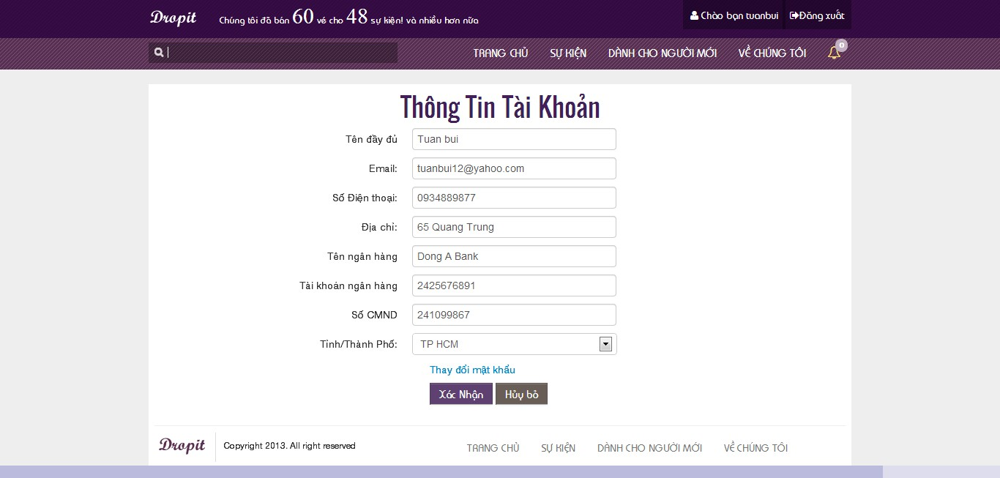 Dropit Chúng tôi đã bán 60 vé cho 48 sự kiện! và nhiều hơn nữa Chào bạn tuanbui Đăng xuất
TRANG CHỦ SỰ KIỆN DÀNH CHO NGƯỜI MỚI VỀ CHÚNG TÔI 0
Thông Tin Tài Khoản
Tên đầy đủ Tuan bui
Email: tuanbui12@yahoo.com
Số Điện thoại: 0934889877
Địa chỉ: 65 Quang Trung
Tên ngân hàng Dong A Bank
Tài khoản ngân hàng 2425676891
Số CMND 241099867
Tỉnh/Thành Phố: TP HCM
Thay đổi mật khẩu
Xác Nhận Hủy bỏ
Dropit Copyright 2013. All right reserved TRANG CHỦ SỰ KIỆN DÀNH CHO NGƯỜI MỚI VỀ CHÚNG TÔI